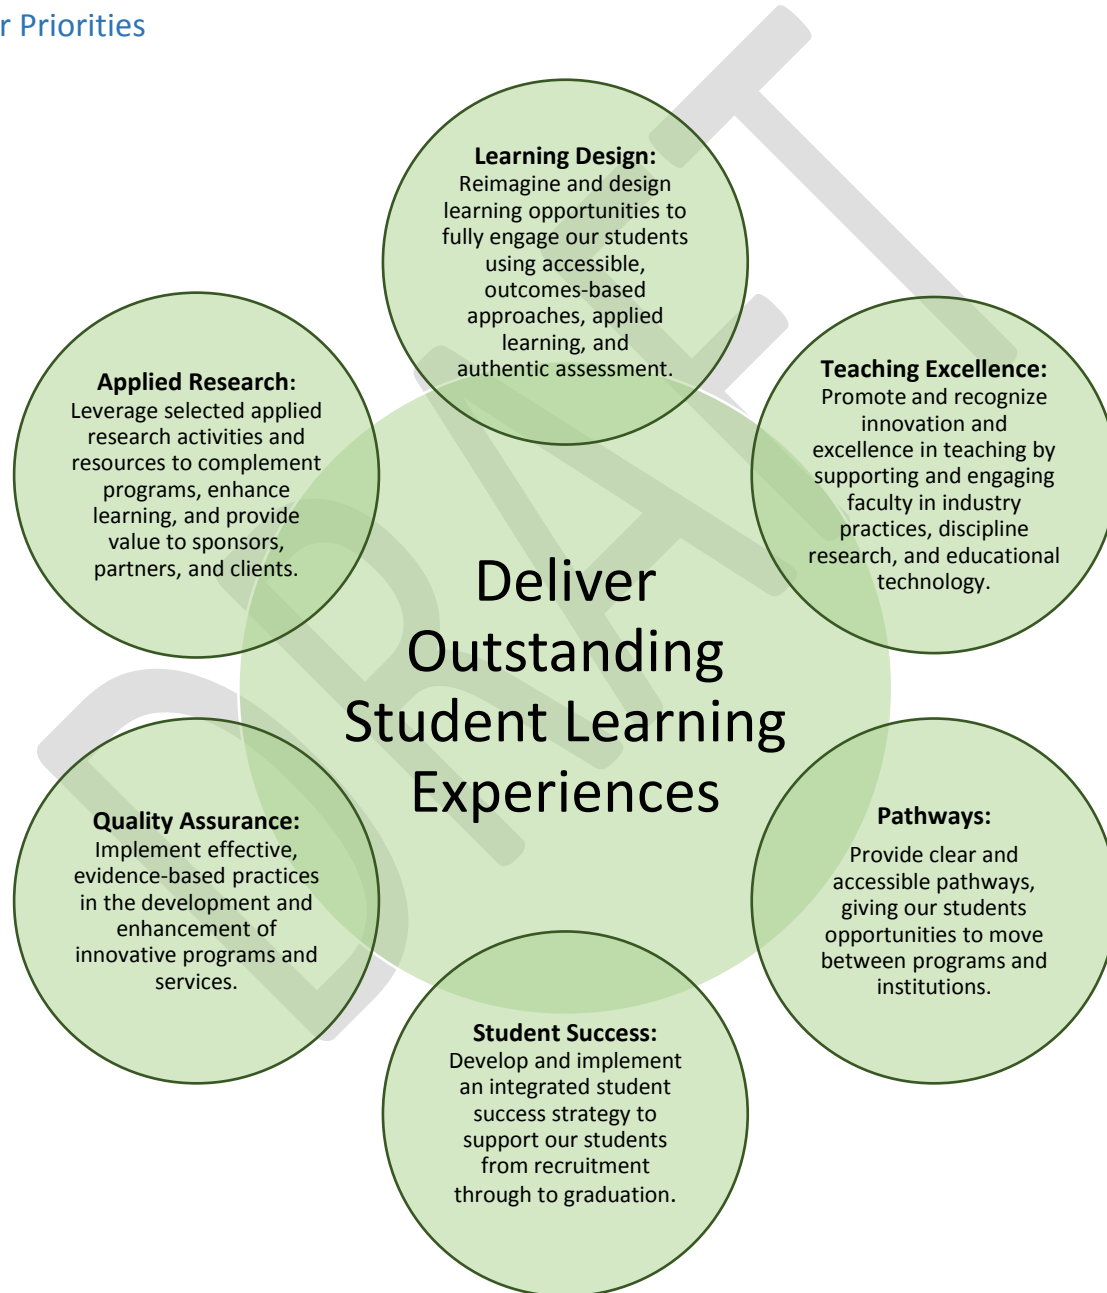 r Priorities
Learning Design:
Reimagine and design
learning opportunities to
fully engage our students
using accessible,
outcomes-based
approaches, applied
learning, and
authentic assessment.
Teaching Excellence:
Promote and recognize
innovation and
excellence in teaching by
supporting and engaging
faculty in industry
practices, discipline
research, and educational
technology.
Pathways:
Provide clear and
accessible pathways,
giving our students
opportunities to move
between programs and
institutions.
Student Success:
Develop and implement
an integrated student
success strategy to
support our students
from recruitment
through to graduation.
Quality Assurance:
Implement effective,
evidence-based practices
in the development and
enhancement of
innovative programs and
services.
Applied Research:
Leverage selected applied
research activities and
resources to complement
programs, enhance
learning, and provide
value to sponsors,
partners, and clients.
Deliver
Outstanding
Student Learning
Experiences
DRAFT